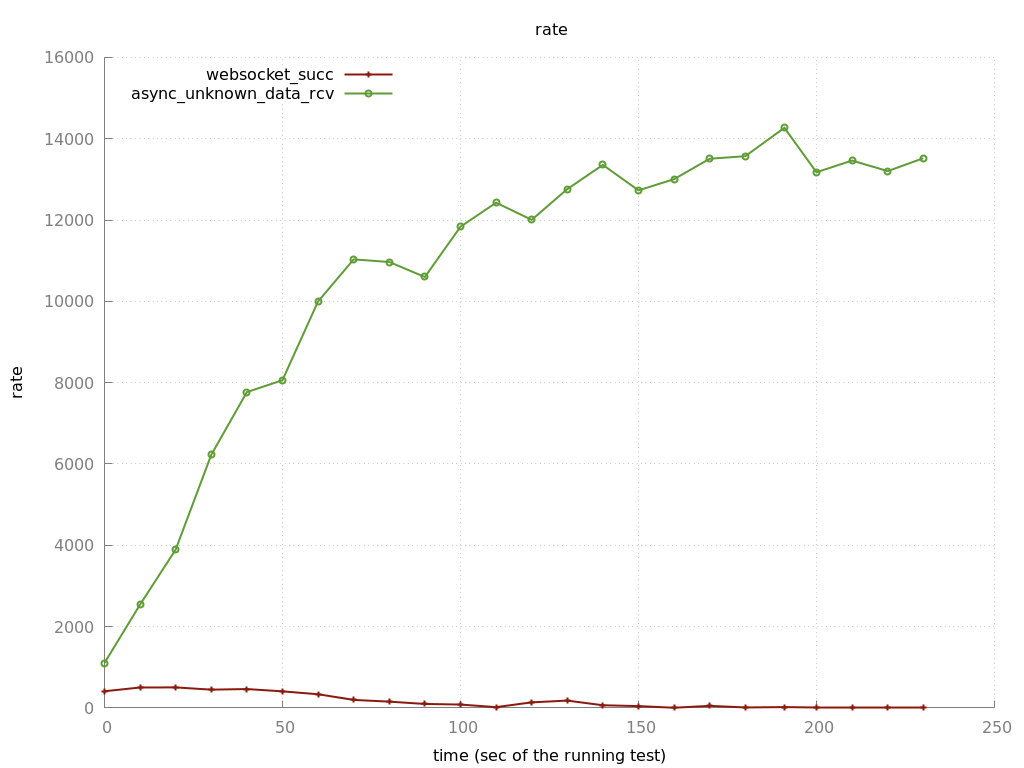 rate
16000
14000
12000
10000
8000
6000
4000
2000
0
websocket_succ
async_unknown_data_rcv
rate
0 50 100 150 200 250
time (sec of the running test)